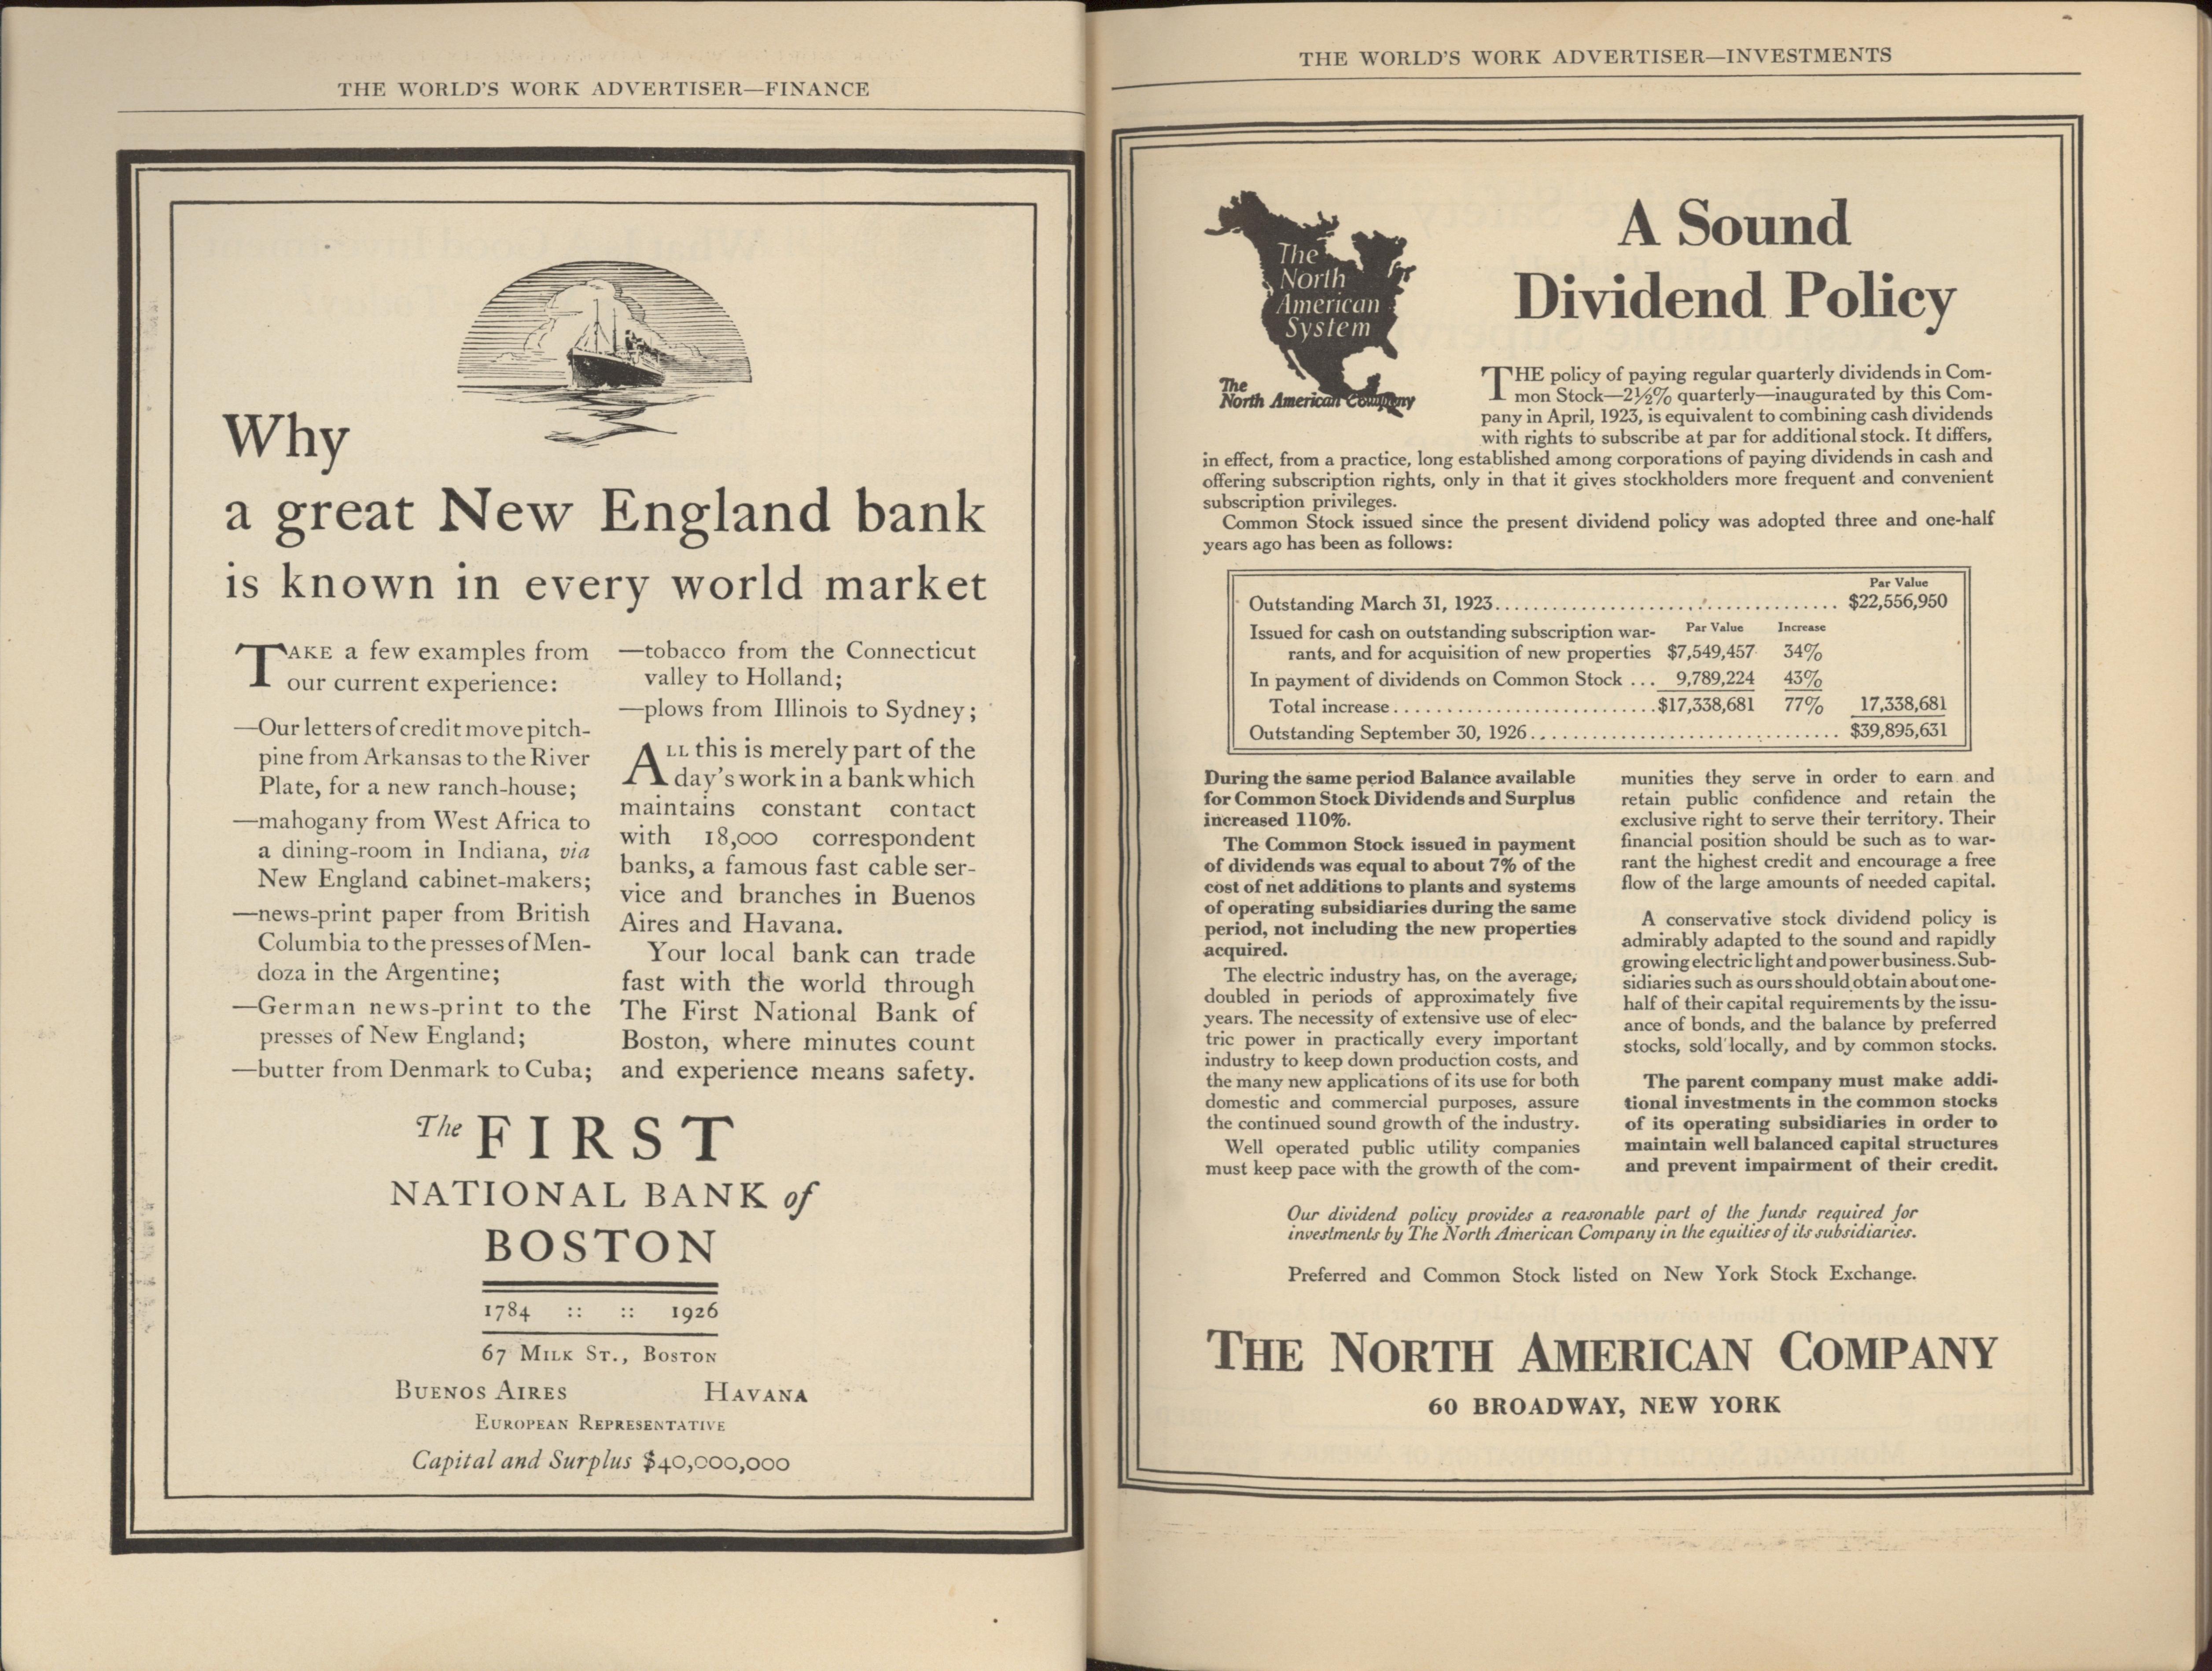 THE WORLD'S WORK ADVERTISER—FINANCE
Why
a great New England bank
is known in every world market
TAKE a few examples from
our current experience:
—Our letters of credit move pitch-
pine from Arkansas to the River
Plate, for a new ranch-house;
—mahogany from West Africa to
a dining-room in Indiana, via
New England cabinet-makers;
—news-print paper from British
Columbia to the presses of Men-
doza in the Argentine;
—German news-print to the
presses of New England;
—butter from Denmark to Cuba;
—tobacco from the Connecticut
valley to Holland;
—plows from Illinois to Sydney;
ALL this is merely part of the
day's work in a bank which
maintains constant contact
with 18,000 correspondent
banks, a famous fast cable ser-
vice and branches in Buenos
Aires and Havana.
Your local bank can trade
fast with the world through
The First National Bank of
Boston, where minutes count
and experience means safety.
The FIRST
NATIONAL BANK of
BOSTON
1784 :: :: 1926
67 MILK ST., BOSTON
BUENOS AIRES HAVANA
EUROPEAN REPRESENTATIVE
Capital and Surplus $40,000,000
THE WORLD'S WORK ADVERTISER—INVESTMENTS
The
North
American
System
The
North American Company
A Sound
Dividend Policy
THE policy of paying regular quarterly dividends in Com-
mon Stock—2½% quarterly—inaugurated by this Com-
pany in April, 1923, is equivalent to combining cash dividends
with rights to subscribe at par for additional stock. It differs,
in effect, from a practice, long established among corporations of paying dividends in cash and
offering subscription rights, only in that it gives stockholders more frequent and convenient
subscription privileges.
Common Stock issued since the present dividend policy was adopted three and one-half
years ago has been as follows:
Par Value
Outstanding March 31, 1923........................................ $22,556,950
Issued for cash on outstanding subscription war- Par Value Increase
rants, and for acquisition of new properties $7,549,457 34%
In payment of dividends on Common Stock ... 9,789,224 43%
Total increase............................$17,338,681 77% 17,338,681
Outstanding September 30, 1926.................................. $39,895,631
During the same period Balance available
for Common Stock Dividends and Surplus
increased 110%.
The Common Stock issued in payment
of dividends was equal to about 7% of the
cost of net additions to plants and systems
of operating subsidiaries during the same
period, not including the new properties
acquired.
The electric industry has, on the average,
doubled in periods of approximately five
years. The necessity of extensive use of elec-
tric power in practically every important
industry to keep down production costs, and
the many new applications of its use for both
domestic and commercial purposes, assure
the continued sound growth of the industry.
Well operated public utility companies
must keep pace with the growth of the com-
munities they serve in order to earn and
retain public confidence and retain the
exclusive right to serve their territory. Their
financial position should be such as to war-
rant the highest credit and encourage a free
flow of the large amounts of needed capital.
A conservative stock dividend policy is
admirably adapted to the sound and rapidly
growing electric light and power business. Sub-
sidiaries such as ours should obtain about one-
half of their capital requirements by the issu-
ance of bonds, and the balance by preferred
stocks, sold locally, and by common stocks.
The parent company must make addi-
tional investments in the common stocks
of its operating subsidiaries in order to
maintain well balanced capital structures
and prevent impairment of their credit.
Our dividend policy provides a reasonable part of the funds required for
investments by The North American Company in the equities of its subsidiaries.
Preferred and Common Stock listed on New York Stock Exchange.
THE NORTH AMERICAN COMPANY
60 BROADWAY, NEW YORK